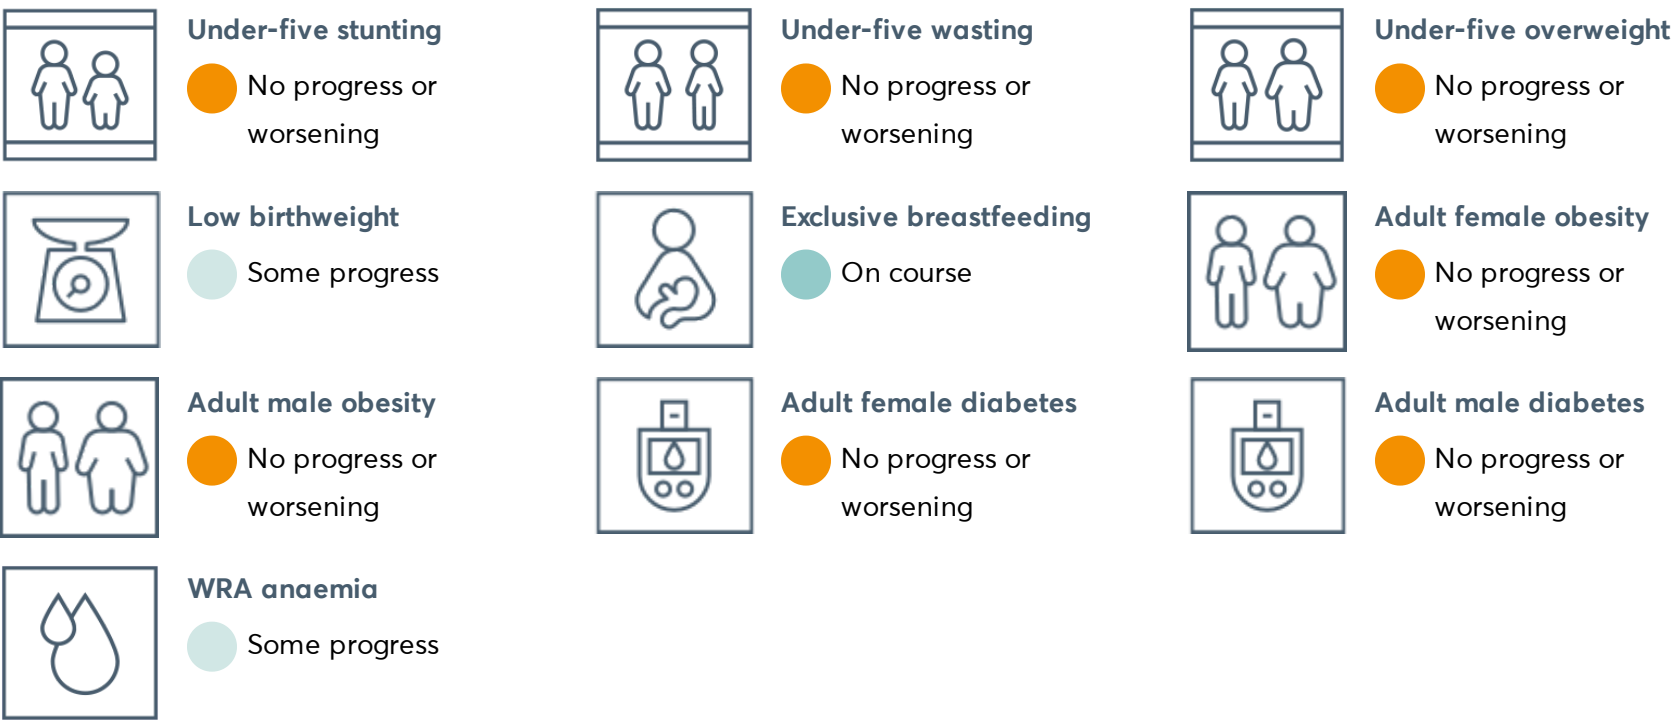 Under-five stunting
No progress or
worsening
Under-five wasting
No progress or
worsening
Under-five overweight
No progress or
worsening
Low birthweight
Some progress
Exclusive breastfeeding
On course
Adult female obesity
No progress or
worsening
Adult male obesity
No progress or
worsening
Adult female diabetes
No progress or
worsening
Adult male diabetes
No progress or
worsening
WRA anaemia
Some progress